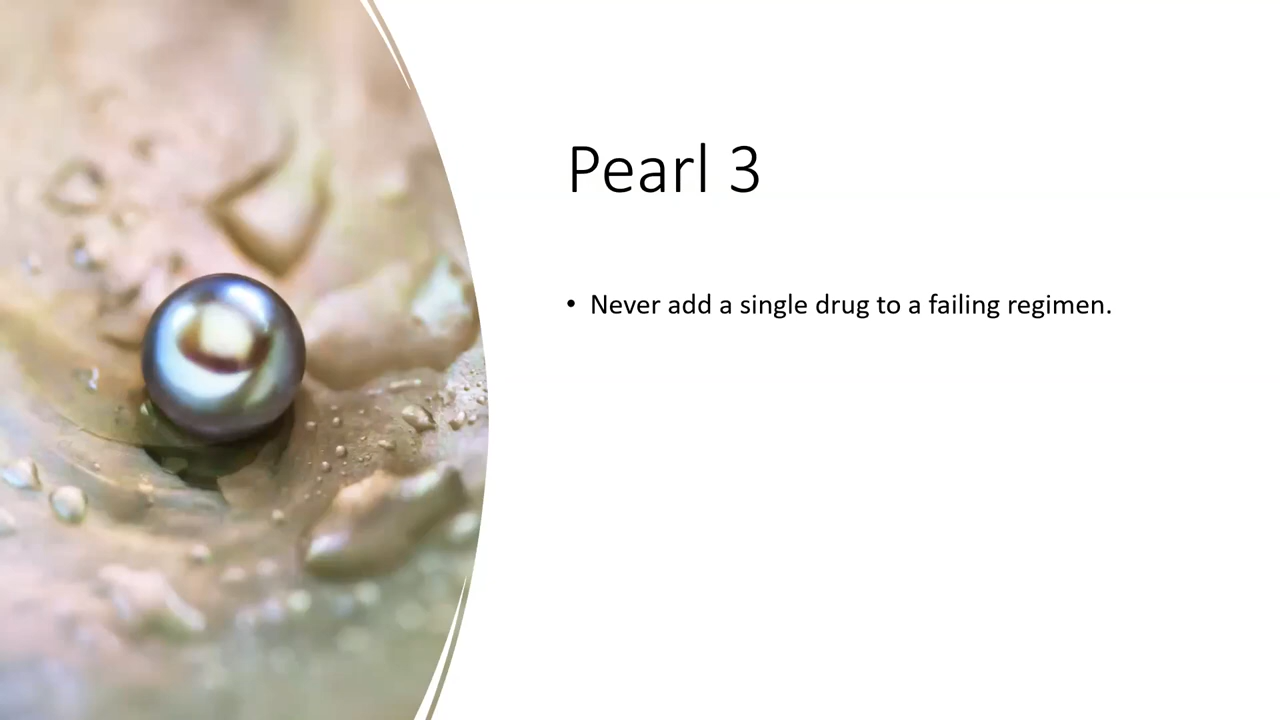 Pearl 3
• Never add a single drug to a failing regimen.